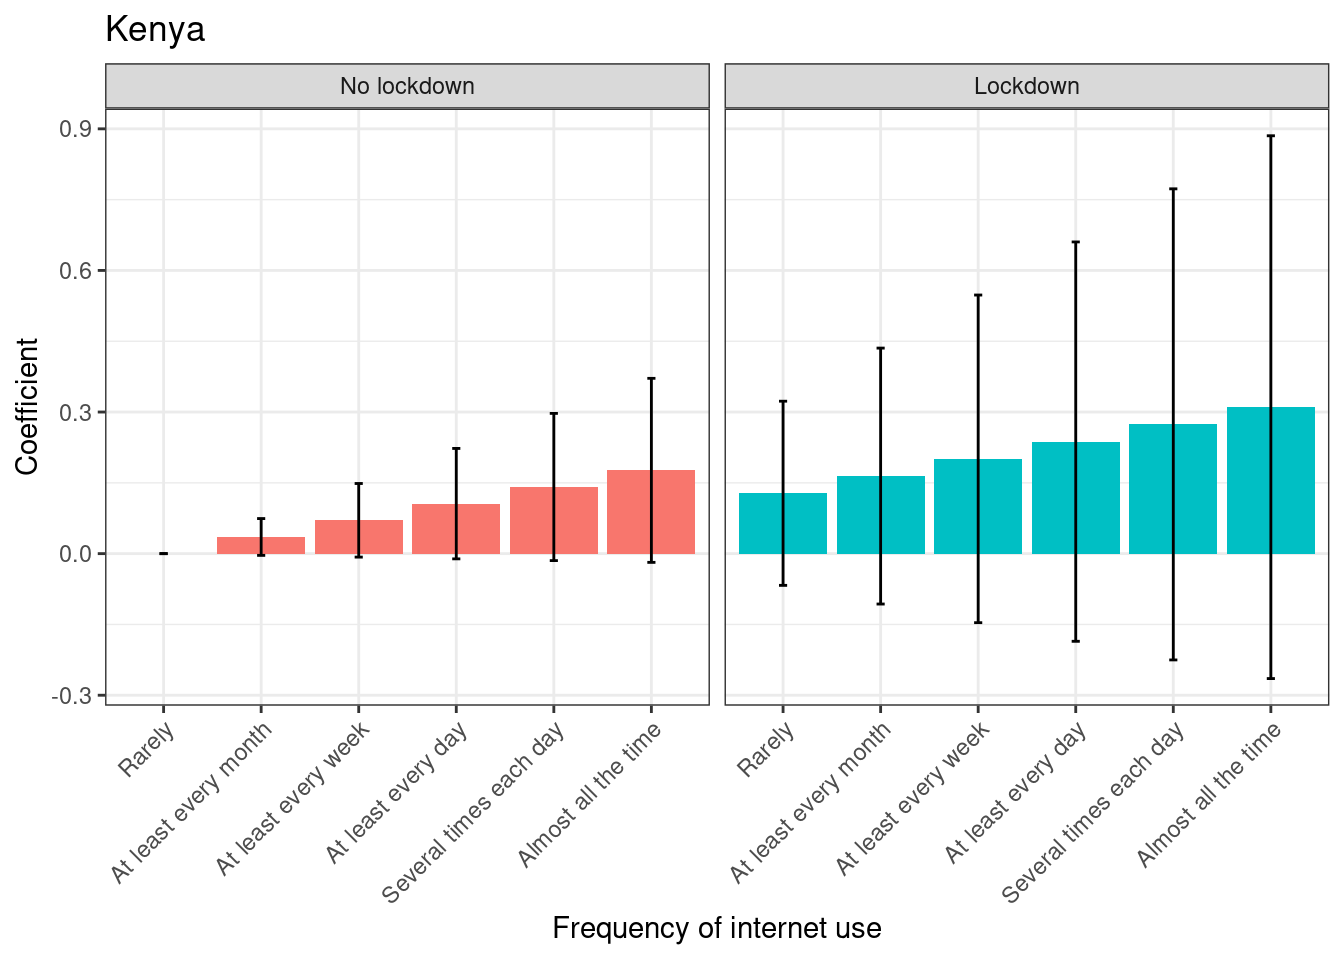 Kenya
No lockdown
Lockdown
Coefficient
0.9
0.6
0.3
0.0
-0.3
Rarely
At least every month
At least every week
At least every day
Several times each day
Almost all the time
Rarely
At least every month
At least every week
At least every day
Several times each day
Almost all the time
Frequency of internet use